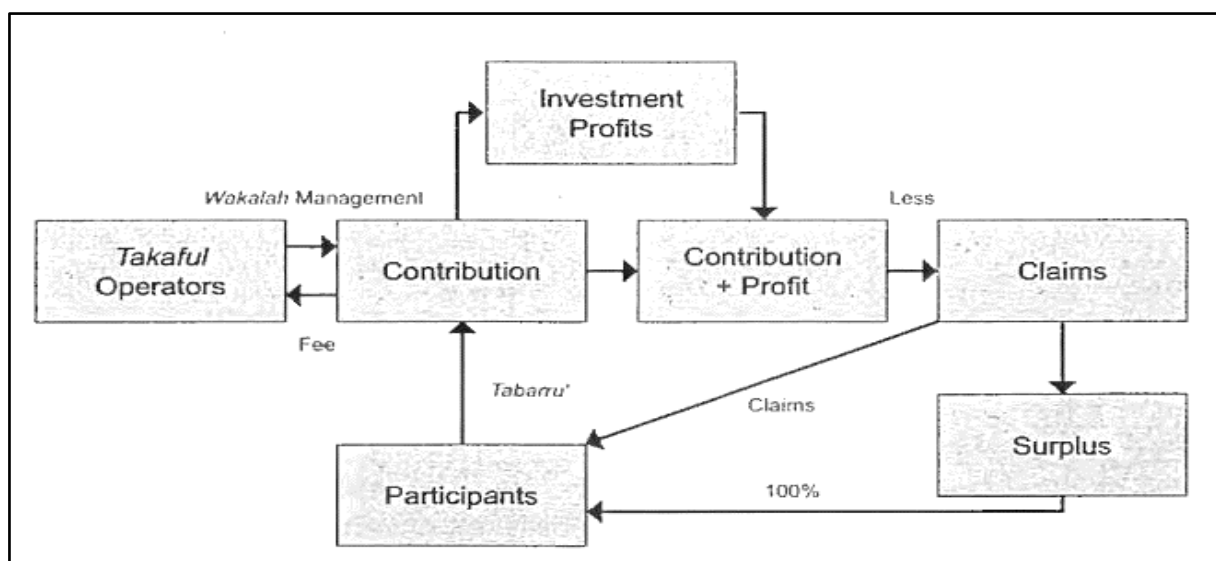 Investment
Profits
Wakalah Management
Less
Takaful
Operators
Contribution
Contribution
+ Profit
Claims
Fee
Tabarru'
Claims
Surplus
Participants
100%